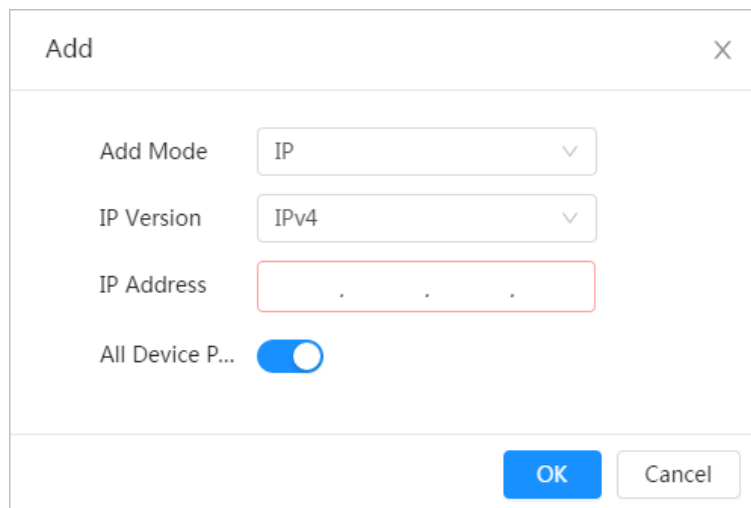 Add
Add Mode IP
IP Version IPv4
IP Address . . .
All Device P...
OK Cancel